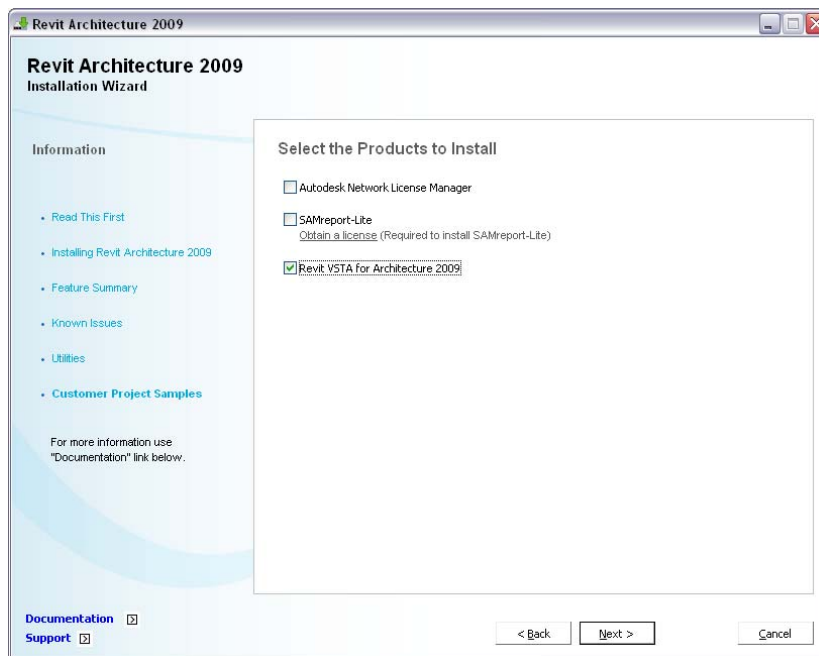 Revit Architecture 2009
Revit Architecture 2009
Installation Wizard
Information
• Read This First
• Installing Revit Architecture 2009
• Feature Summary
• Known Issues
• Utilities
• Customer Project Samples
For more information use
"Documentation" link below.
Documentation
Support
Select the Products to Install
Autodesk Network License Manager
SAMreport-Lite
Obtain a license (Required to install SAMreport-Lite)
Revit VSTA for Architecture 2009
< Back
Next >
Cancel